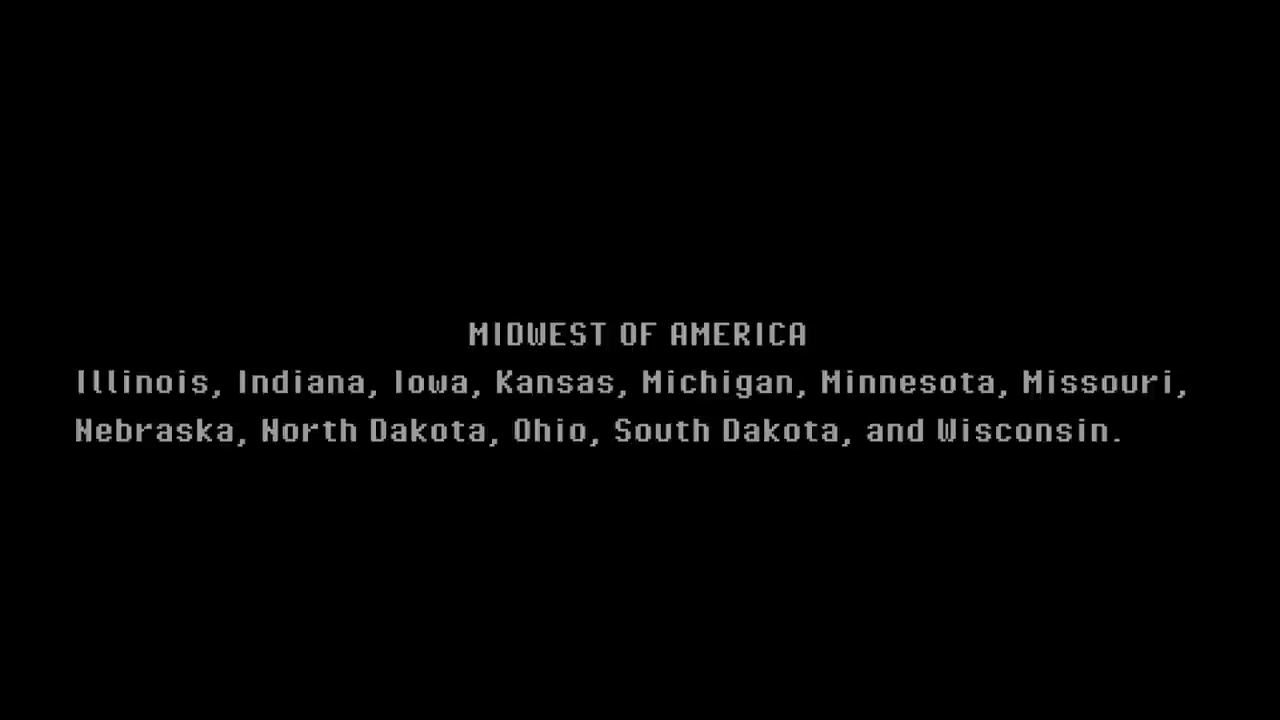 MIDWEST OF AMERICA
Illinois, Indiana, Iowa, Kansas, Michigan, Minnesota, Missouri,
Nebraska, North Dakota, Ohio, South Dakota, and Wisconsin.